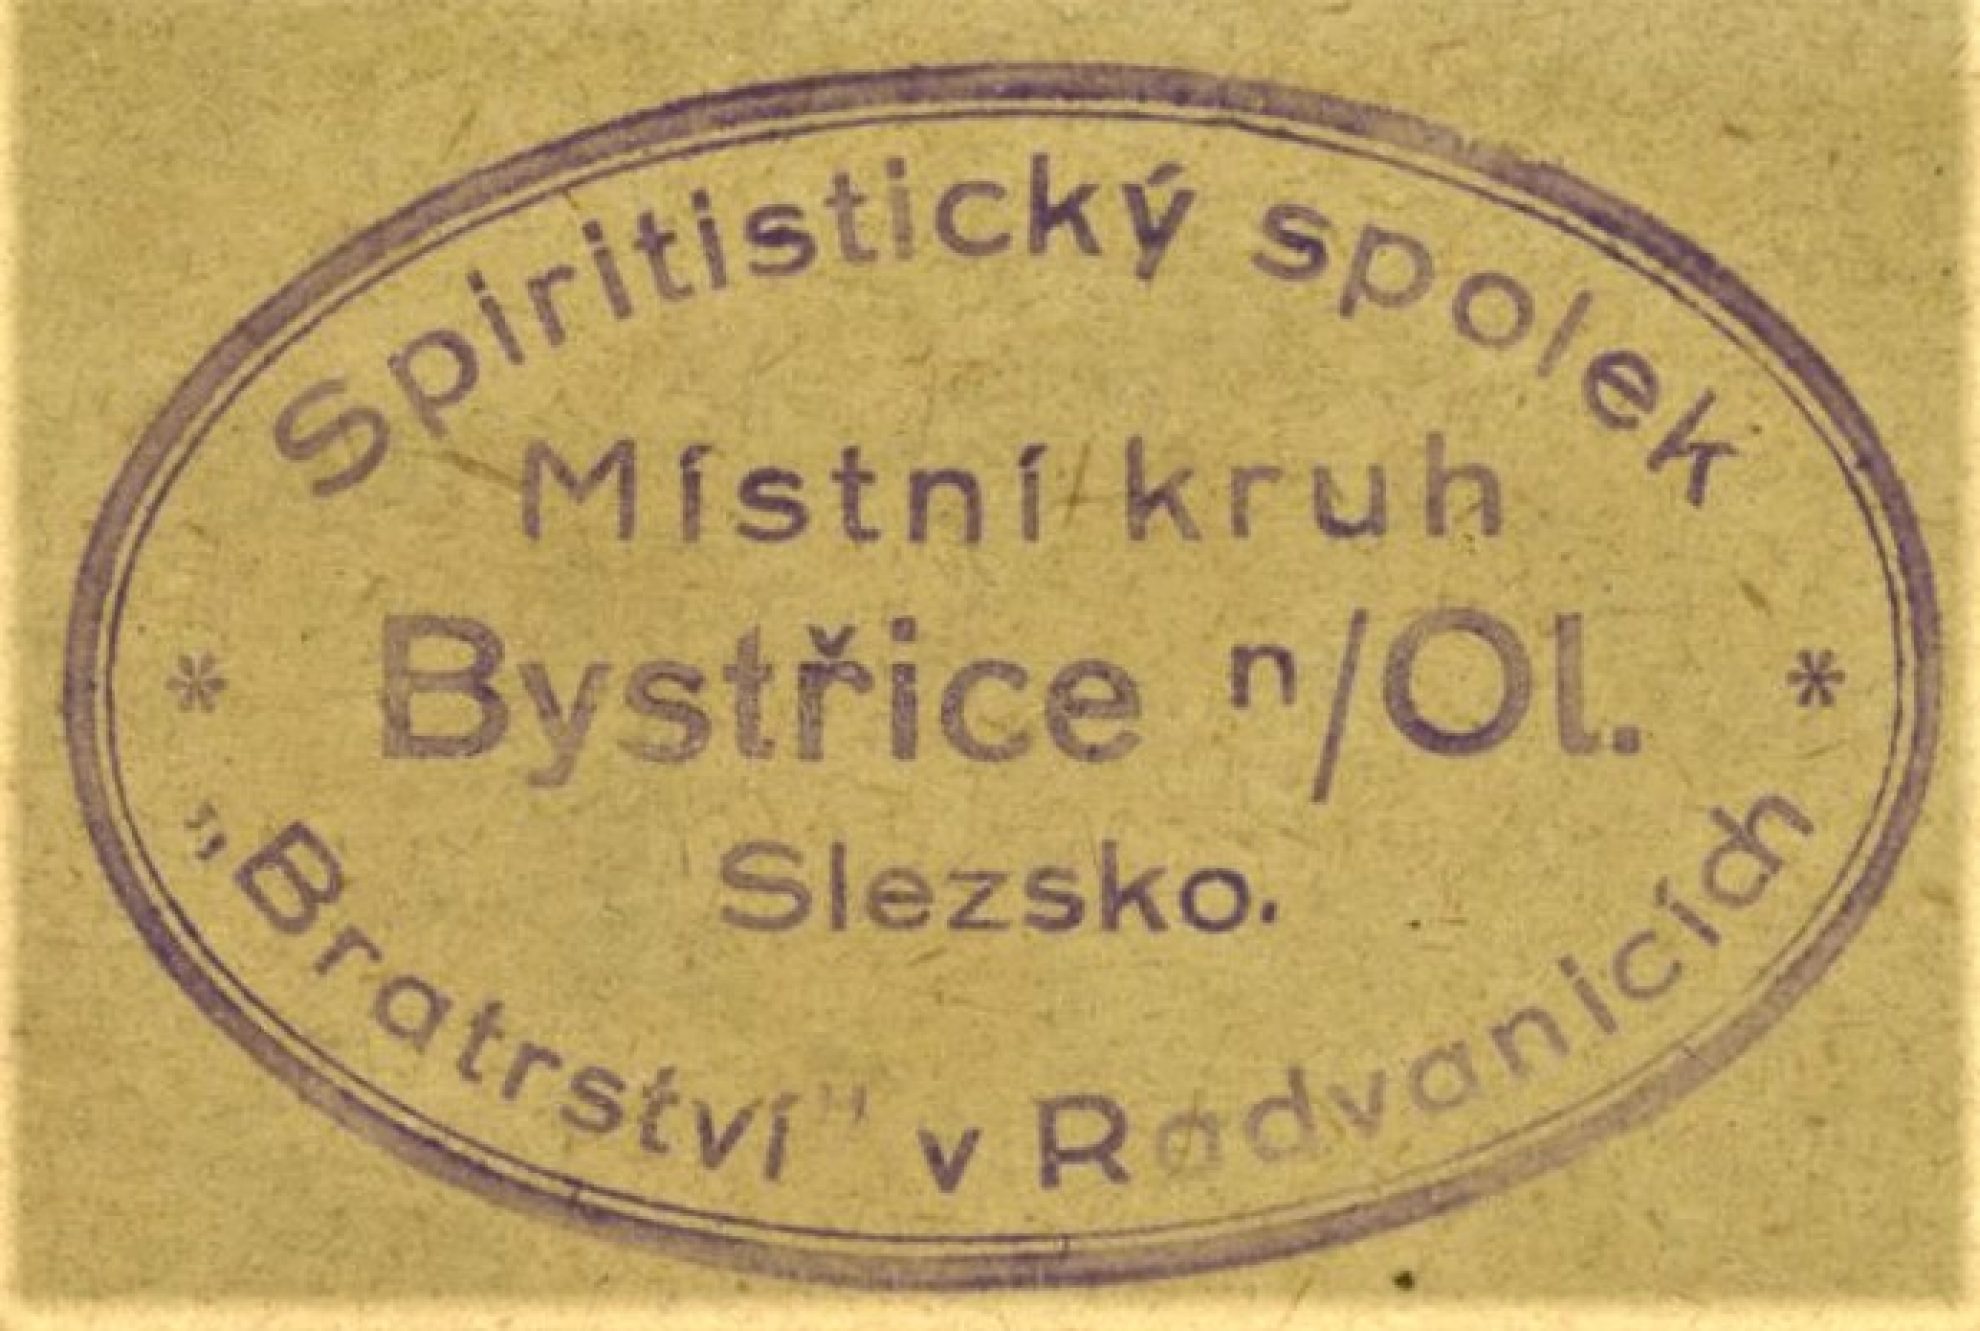 Spiritistický spolek
Místní kruh
Bystřice n/Ol.
Slezsko.
„Bratrství" v Radvanicích